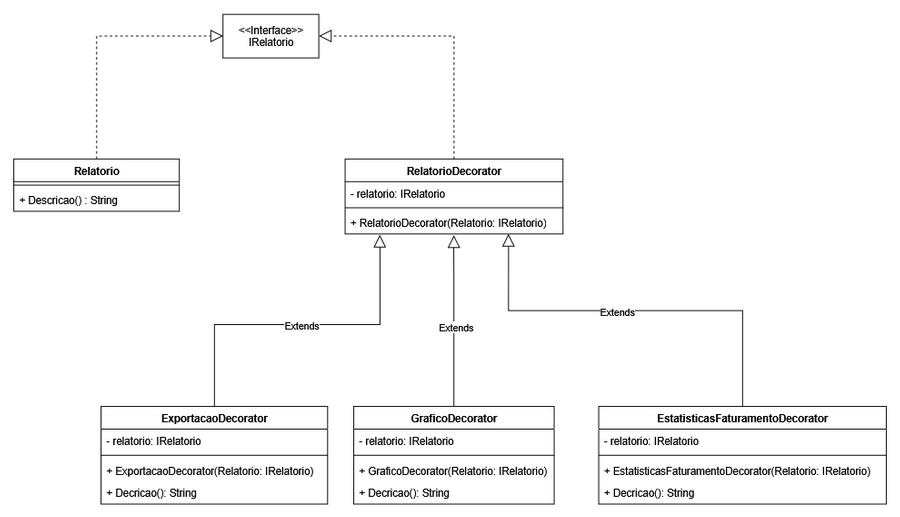 <<Interface>>
IRelatorio
Relatorio
+ Descricao() : String
RelatorioDecorator
- relatorio: IRelatorio
+ RelatorioDecorator(Relatorio: IRelatorio)
Extends
Extends
Extends
ExportacaoDecorator
- relatorio: IRelatorio
+ ExportacaoDecorator(Relatorio: IRelatorio)
+ Decricao(): String
GraficoDecorator
- relatorio: IRelatorio
+ GraficoDecorator(Relatorio: IRelatorio)
+ Decricao(): String
EstatisticasFaturamentoDecorator
- relatorio: IRelatorio
+ EstatisticasFaturamentoDecorator(Relatorio: IRelatorio)
+ Decricao(): String